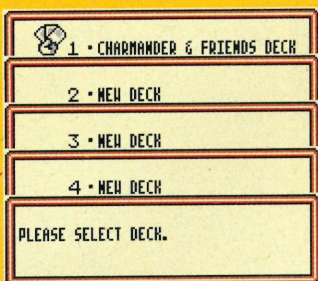 1 • CHARMANDER & FRIENDS DECK
2 • NEW DECK
3 • NEW DECK
4 • NEW DECK
PLEASE SELECT DECK.